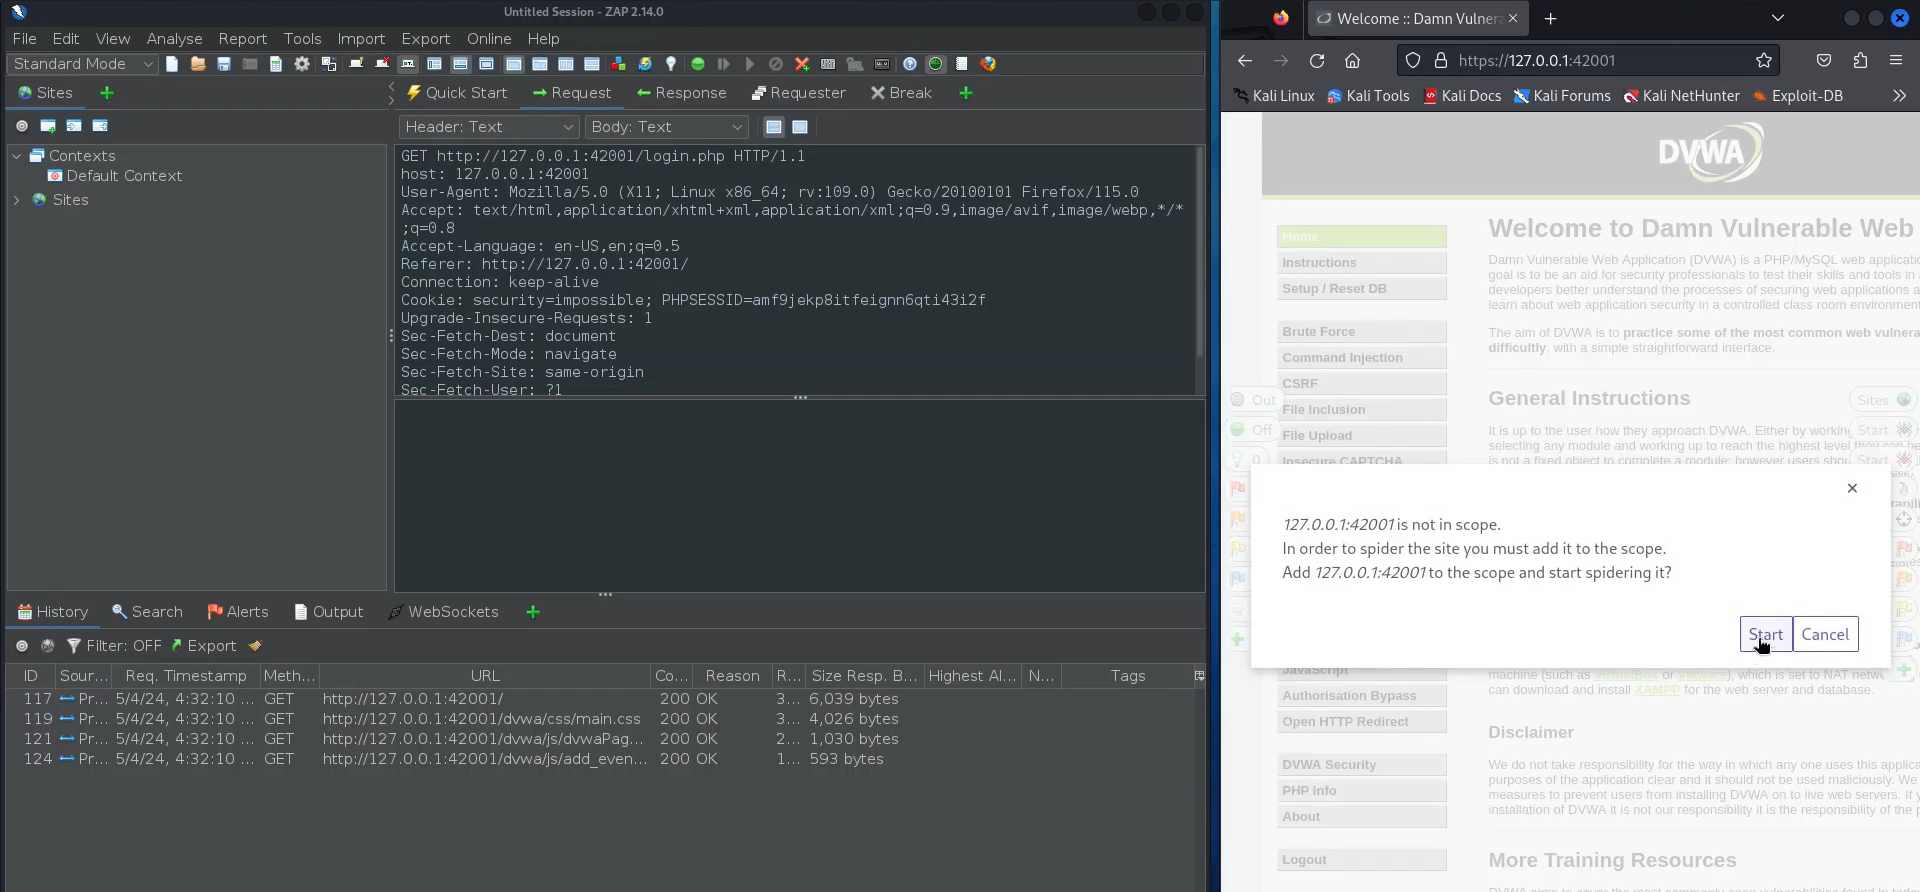 Untitled Session - ZAP 2.14.0
File Edit View Analyse Report Tools Import Export Online Help
Standard Mode
Sites
Quick Start Request Response Requester Break
Header: Text Body: Text
Contexts
Default Context
Sites
GET http://127.0.0.1:42001/login.php HTTP/1.1
host: 127.0.0.1:42001
User-Agent: Mozilla/5.0 (X11; Linux x86_64; rv:109.0) Gecko/20100101 Firefox/115.0
Accept: text/html,application/xhtml+xml,application/xml;q=0.9,image/avif,image/webp,*/*
;q=0.8
Accept-Language: en-US,en;q=0.5
Referer: http://127.0.0.1:42001/
Connection: keep-alive
Cookie: security=impossible; PHPSESSID=amf9jekp8itfeignn6qti43i2f
Upgrade-Insecure-Requests: 1
Sec-Fetch-Dest: document
Sec-Fetch-Mode: navigate
Sec-Fetch-Site: same-origin
Sec-Fetch-User: ?1
History Search Alerts Output WebSockets
Filter: OFF Export
ID Sour... Req. Timestamp Meth... URL Co... Reason R... Size Resp. B... Highest Al... N... Tags
117 Pr... 5/4/24, 4:32:10 ... GET http://127.0.0.1:42001/ 200 OK 3... 6,039 bytes
119 Pr... 5/4/24, 4:32:10 ... GET http://127.0.0.1:42001/dvwa/css/main.css 200 OK 3... 4,026 bytes
121 Pr... 5/4/24, 4:32:10 ... GET http://127.0.0.1:42001/dvwa/js/dvwaPag... 200 OK 2... 1,030 bytes
124 Pr... 5/4/24, 4:32:10 ... GET http://127.0.0.1:42001/dvwa/js/add_even... 200 OK 1... 593 bytes
Welcome :: Damn Vulnera
https://127.0.0.1:42001
Kali Linux Kali Tools Kali Docs Kali Forums Kali NetHunter Exploit-DB
DVWA
Home
Instructions
Setup / Reset DB
Brute Force
Command Injection
CSRF
File Inclusion
File Upload
Insecure CAPTCHA
JavaScript
Authorisation Bypass
Open HTTP Redirect
DVWA Security
PHP Info
About
Logout
Out
Off
0
Sites
Start
Start
Welcome to Damn Vulnerable Web
Damn Vulnerable Web Application (DVWA) is a PHP/MySQL web applicatio
goal is to be an aid for security professionals to test their skills and tools in
developers better understand the processes of securing web applications a
learn about web application security in a controlled class room environment
The aim of DVWA is to practice some of the most common web vulnera
difficultly, with a simple straightforward interface.
General Instructions
It is up to the user how they approach DVWA. Either by working
selecting any module and working up to reach the highest level they can be
is not a fixed object to complete a module; however users shou
127.0.0.1:42001 is not in scope.
In order to spider the site you must add it to the scope.
Add 127.0.0.1:42001 to the scope and start spidering it?
Start Cancel
machine (such as VirtualBox or VMware), which is set to NAT networ
can download and install XAMPP for the web server and database.
Disclaimer
We do not take responsibility for the way in which any one uses this applica
purposes of the application clear and it should not be used maliciously. We
measures to prevent users from installing DVWA on to live web servers. If y
installation of DVWA it is not our responsibility it is the responsibility of the p
More Training Resources